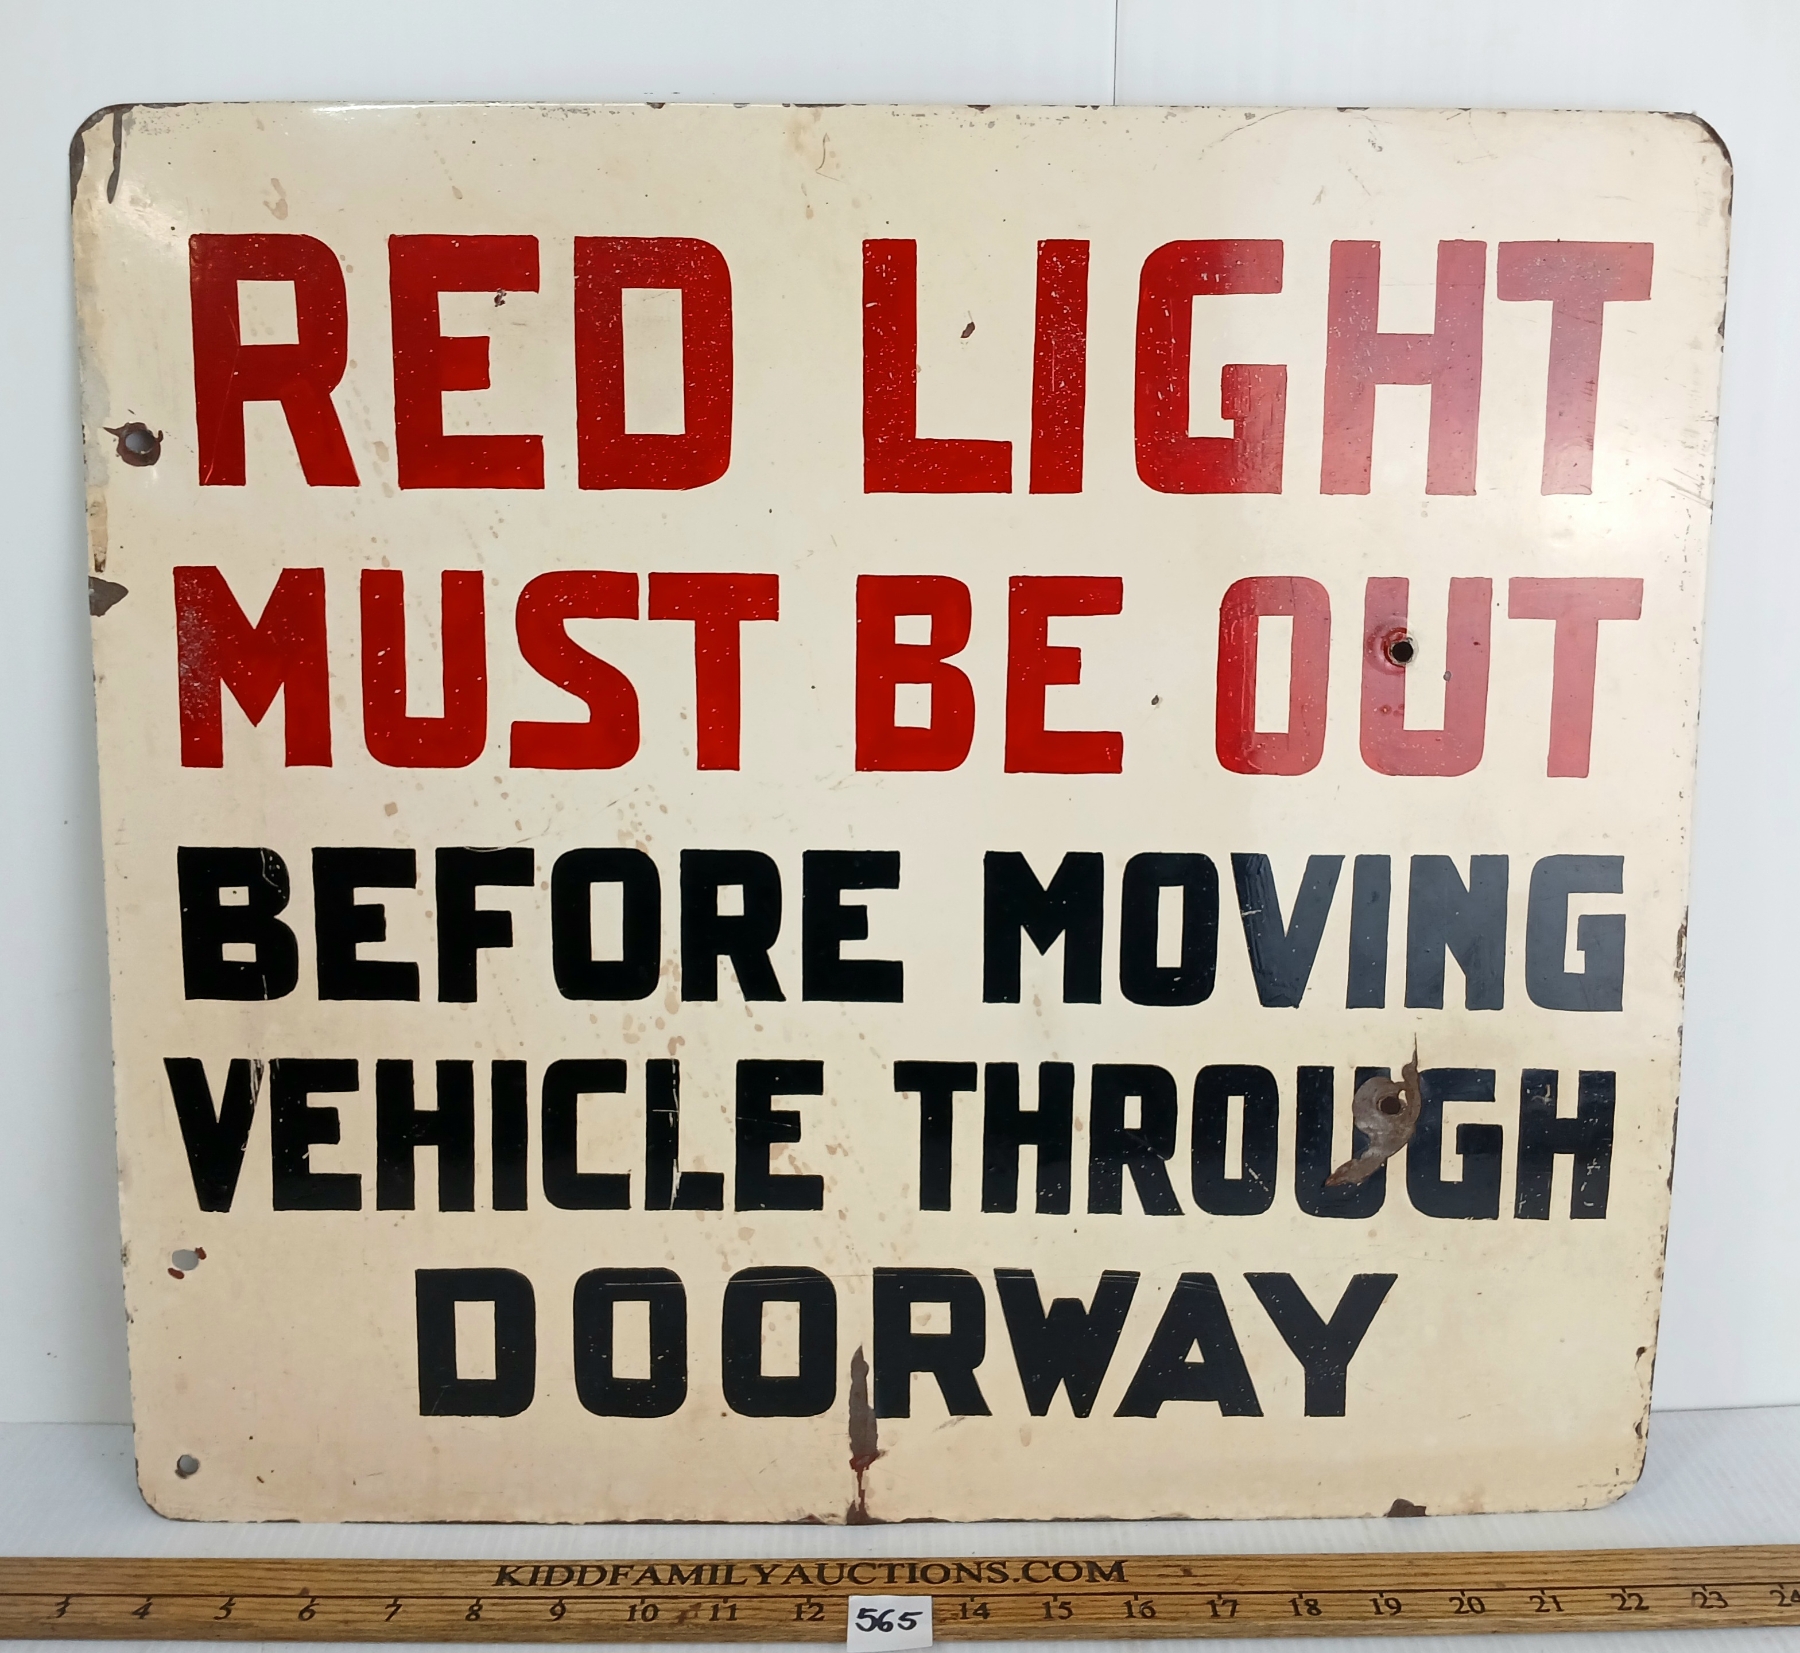 RED LIGHT
MUST BE OUT
BEFORE MOVING
VEHICLE THROUGH
DOORWAY
KIDDFAMILYAUCTIONS.COM
3 4 5 6 7 8 9 10 11 12 14 15 16 17 18 19 20 21 22 23 24
565